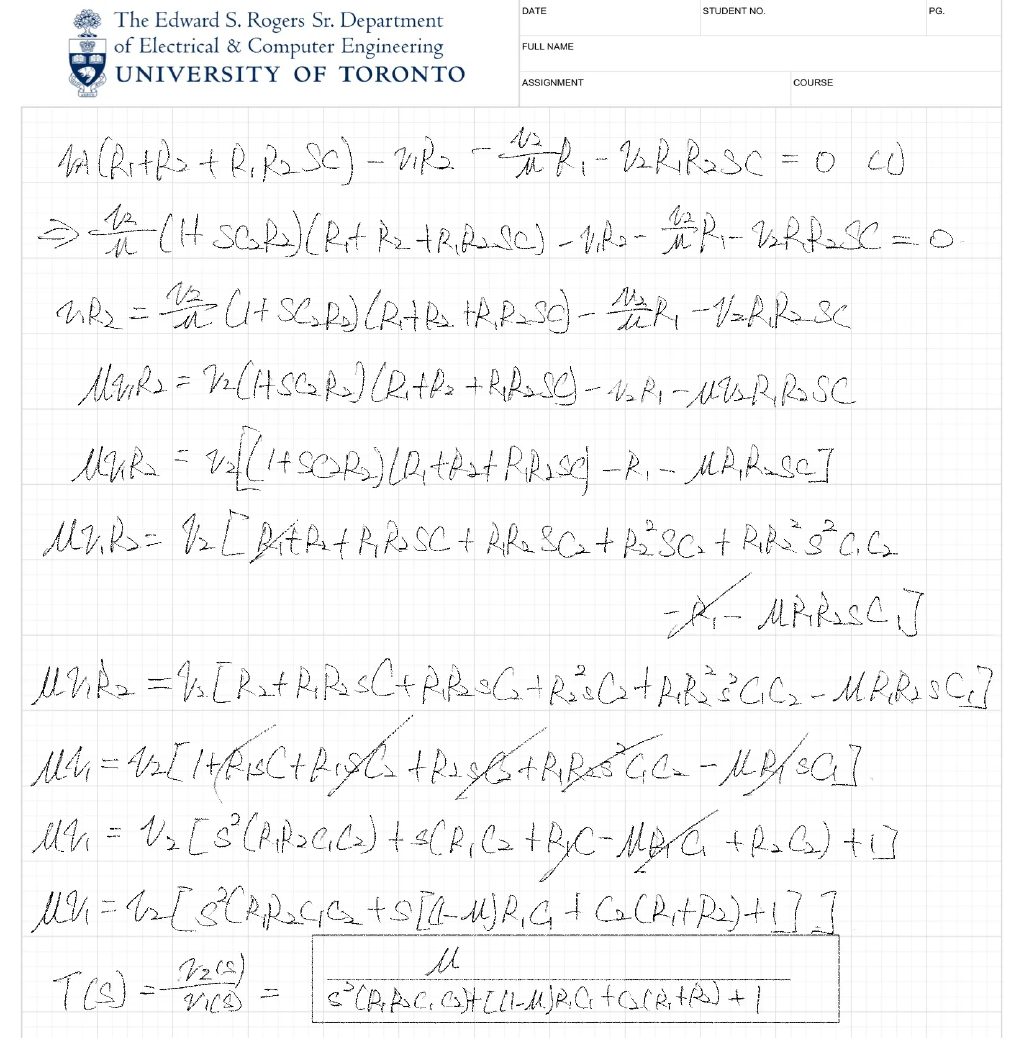 The Edward S. Rogers Sr. Department
of Electrical & Computer Engineering
UNIVERSITY OF TORONTO
DATE
STUDENT NO.
PG.
FULL NAME
ASSIGNMENT
COURSE
VA(R₁+R₂+R₁R₂SC) - V₁R₂ - V₂/μ R₁ - V₂R₁R₂SC = 0 (1)
⇒ V₂/μ (1+SC₂R₂)(R₁+R₂+R₁R₂SC) - V₁R₂ - V₂/μ R₁ - V₂R₁R₂SC = 0
V₁R₂ = V₂/μ (1+SC₂R₂)(R₁+R₂+R₁R₂SC) - V₂/μ R₁ - V₂R₁R₂SC
μV₁R₂ = V₂(1+SC₂R₂)(R₁+R₂+R₁R₂SC) - V₂R₁ - μV₂R₁R₂SC
μV₁R₂ = V₂[(1+SC₂R₂)(R₁+R₂+R₁R₂SC) - R₁ - μR₁R₂SC]
μV₁R₂ = V₂[R₁+R₂+R₁R₂SC+R₁R₂SC₂+R₂²SC₂+R₁R₂²S²C₁C₂
-R₁ - μR₁R₂SC₁]
μV₁R₂ = V₂[R₂+R₁R₂SC+R₁R₂SC₂+R₂²SC₂+R₁R₂²S²C₁C₂ - μR₁R₂SC₁]
μV₁ = V₂[1+R₁SC+R₁SC₂+R₂SC₂+R₁R₂S²C₁C₂ - μR₁SC₁]
μV₁ = V₂[S²(R₁R₂C₁C₂)+S(R₁C₂+R₁C-μR₁C₁+R₂C₂)+1]
μV₁ = V₂[S²(R₁R₂C₁C₂+S[(1-μ)R₁C₁+C₂(R₁+R₂)+1]]
T(S) = V₂(S)/V₁(S) = μ / S²(R₁R₂C₁C₂)+[(1-μ)R₁C₁+C₂(R₁+R₂)+1